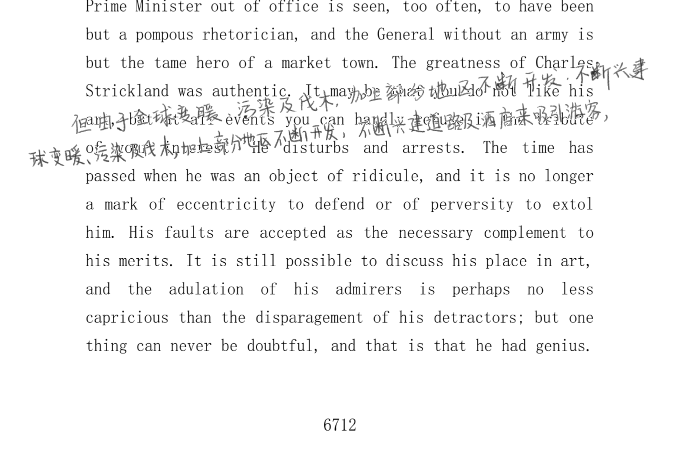 Prime Minister out of office is seen, too often, to have been
but a pompous rhetorician, and the General without an army is
but the tame hero of a market town. The greatness of Charles
Strickland was authentic. It may be that you do not like his
但由于全球变暖、污染及伐木,加上部分地区不断开发,不断兴建
art, but at all events you can hardly refuse it the tribute
球变暖、污染及伐木,加上部分地区不断开发,不断兴建道路及酒店来吸引游客,
of your interest. He disturbs and arrests. The time has
passed when he was an object of ridicule, and it is no longer
a mark of eccentricity to defend or of perversity to extol
him. His faults are accepted as the necessary complement to
his merits. It is still possible to discuss his place in art,
and the adulation of his admirers is perhaps no less
capricious than the disparagement of his detractors; but one
thing can never be doubtful, and that is that he had genius.
6712